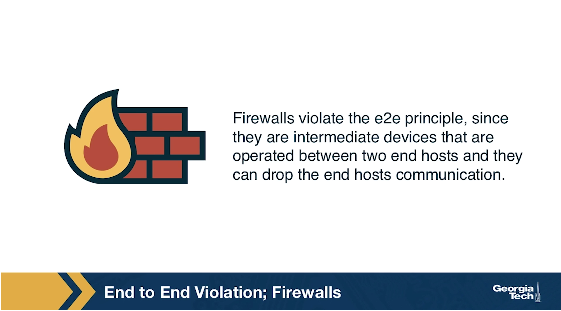 Firewalls violate the e2e principle, since
they are intermediate devices that are
operated between two end hosts and they
can drop the end hosts communication.
End to End Violation; Firewalls
Georgia
Tech